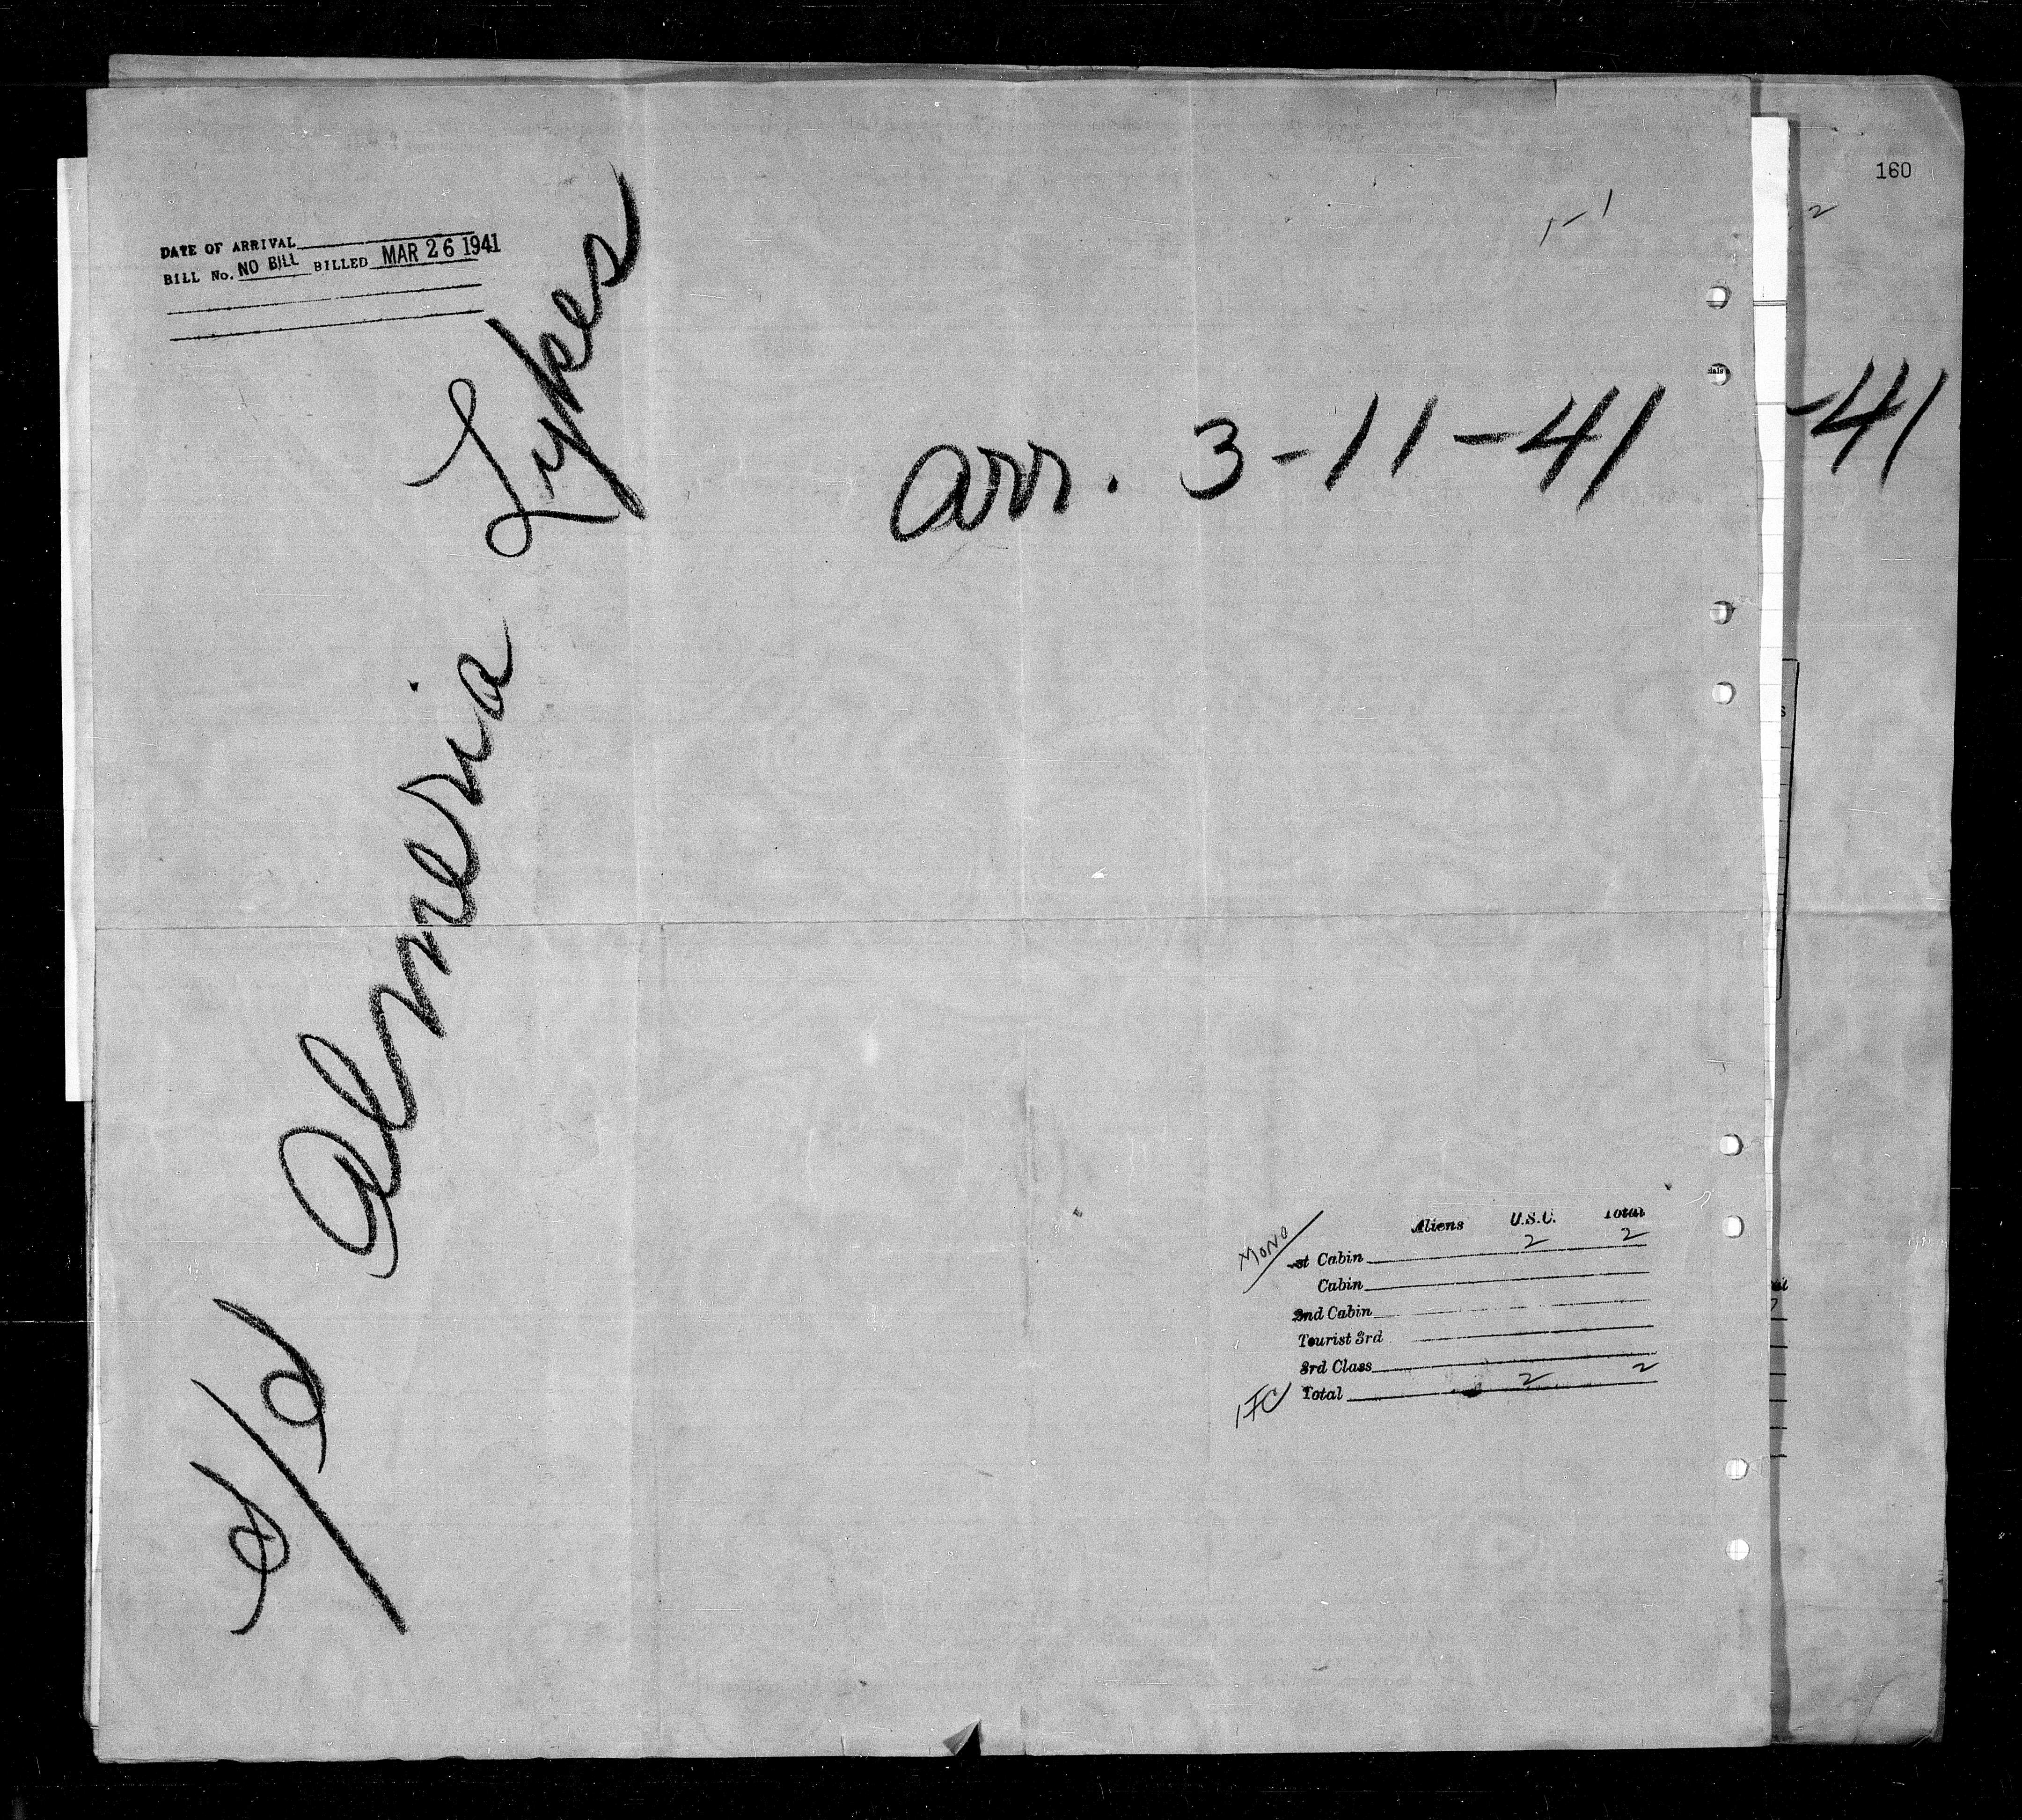 160
2
1-1
DATE OF ARRIVAL
BILL No. NO BILL BILLED MAR 26 1941
arr. 3-11-41
-41
s/s Almeria Lykes
Aliens U.S.C. Total
MONO
st Cabin 2 2
Cabin
2nd Cabin
Tourist 3rd
3rd Class
Total 2 2